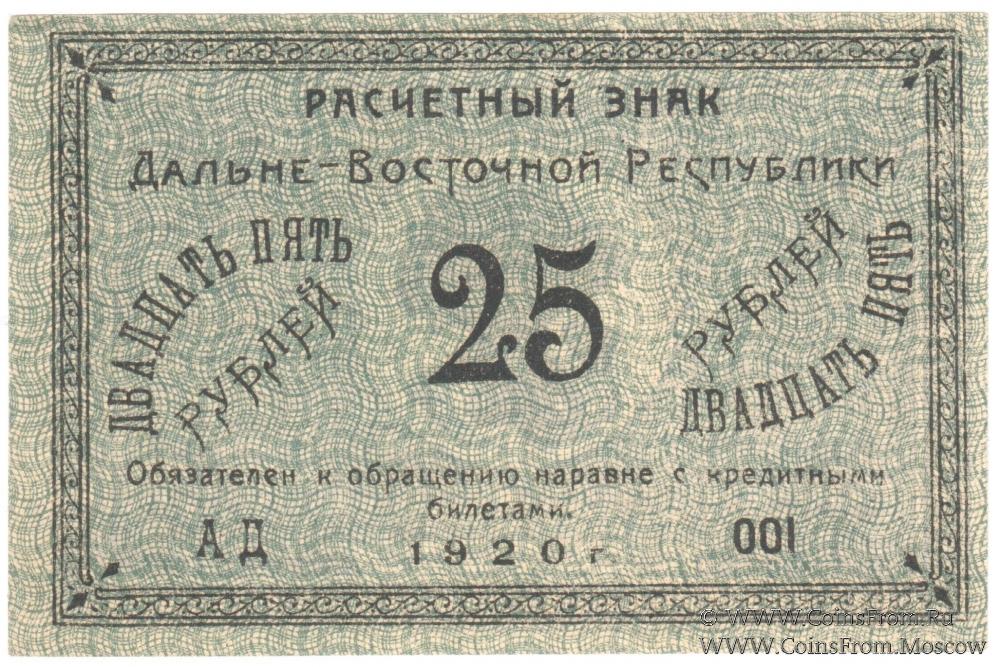 РАСЧЕТНЫЙ ЗНАК
ДАЛЬНЕ-ВОСТОЧНОЙ РЕСПУБЛИКИ
ДВАДЦАТЬ ПЯТЬ
РУБЛЕЙ
25
РУБЛЕЙ
ДВАДЦАТЬ ПЯТЬ
Обязателен к обращению наравне с кредитными
билетами.
АД
1920 г
001
© WWW.CoinsFrom.Ru
WWW.CoinsFrom.Moscow